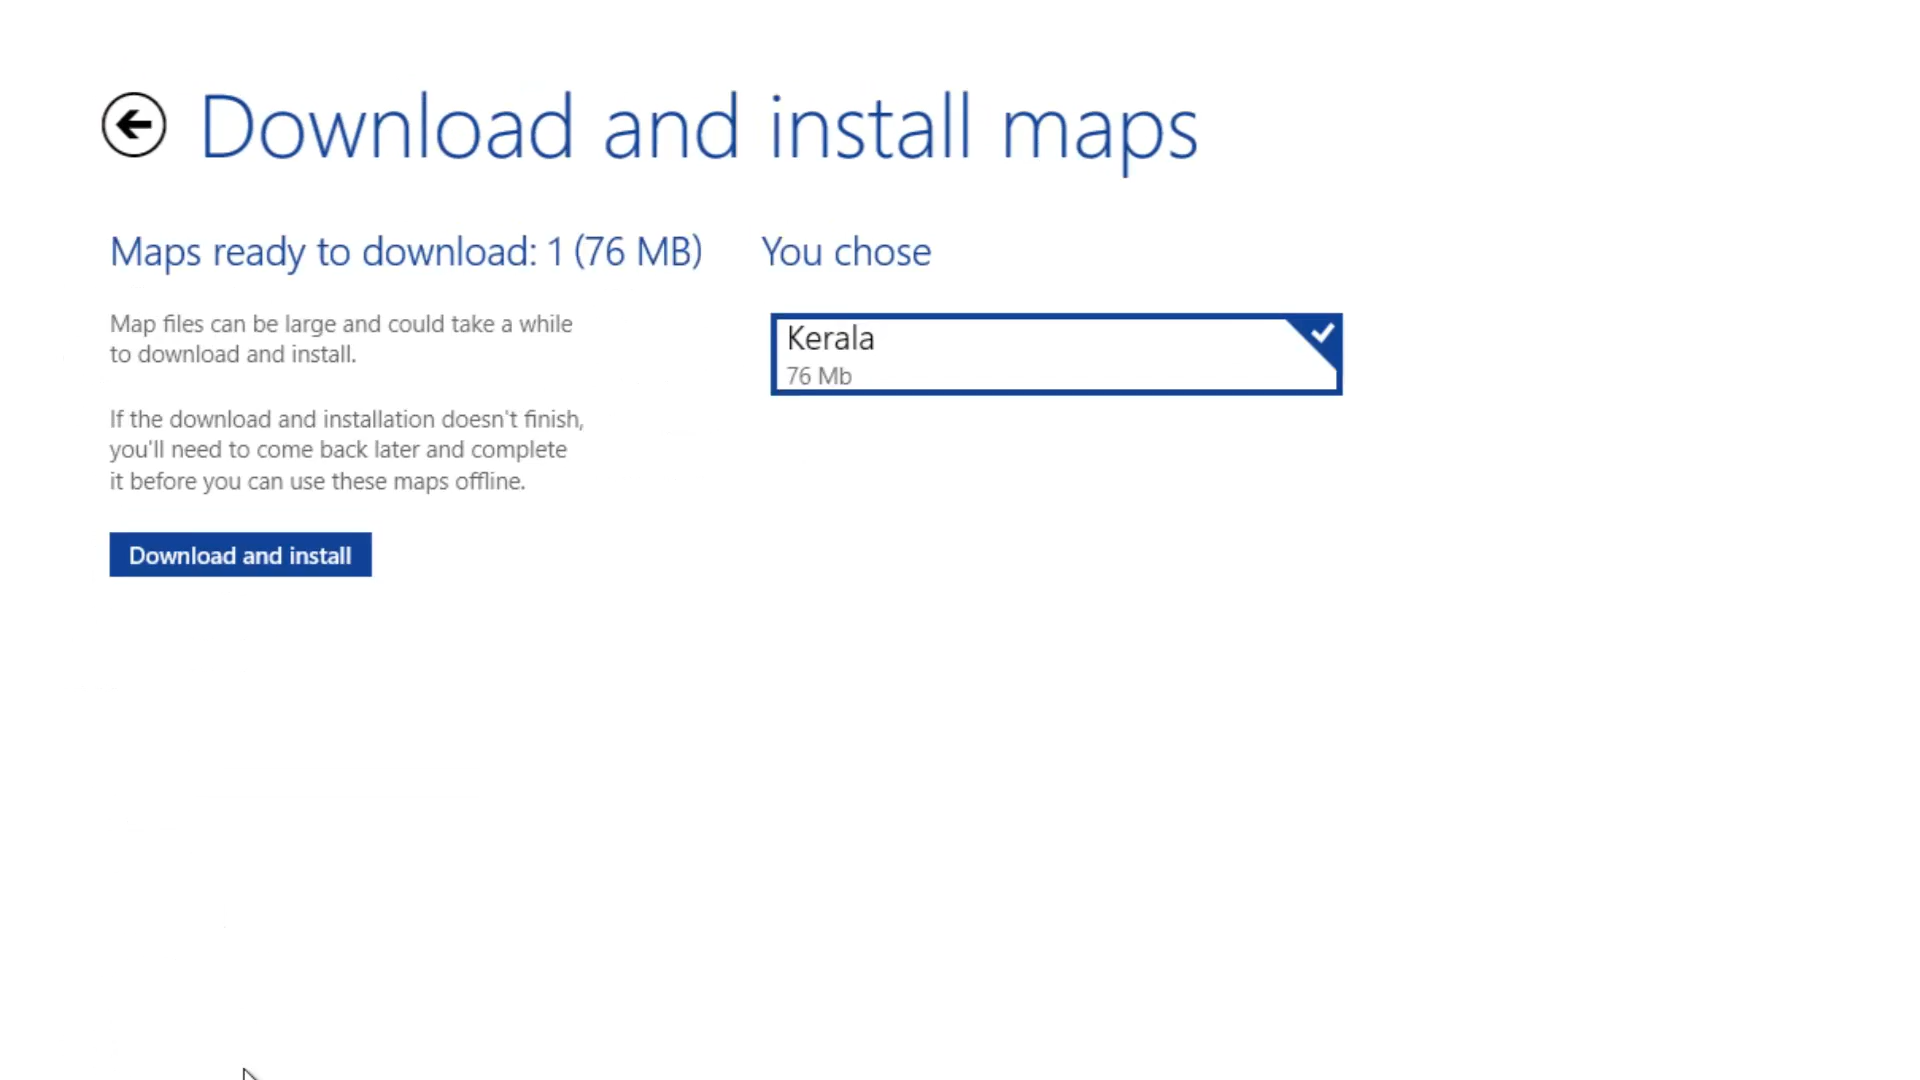 Download and install maps
Maps ready to download: 1 (76 MB)
Map files can be large and could take a while
to download and install.
If the download and installation doesn't finish,
you'll need to come back later and complete
it before you can use these maps offline.
Download and install
You chose
Kerala
76 Mb